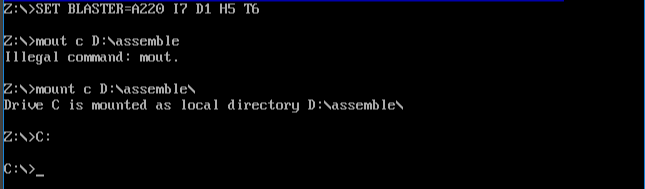 Z:\>SET BLASTER=A220 I7 D1 H5 T6
Z:\>mout c D:\assemble
Illegal command: mout.
Z:\>mount c D:\assemble\
Drive C is mounted as local directory D:\assemble\
Z:\>C:
C:\>_